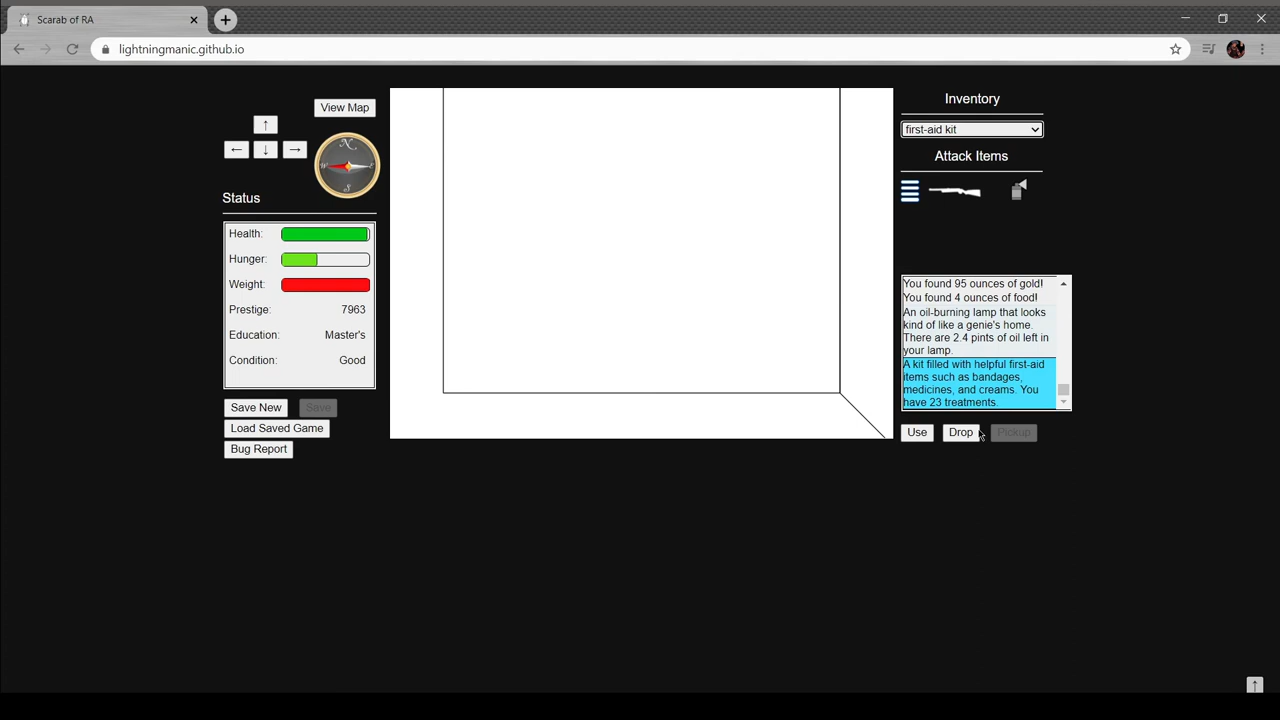 Scarab of RA
lightningmanic.github.io
View Map
↑
← ↓ →
N
W E
S
Status
Health:
Hunger:
Weight:
Prestige: 7963
Education: Master's
Condition: Good
Save New Save
Load Saved Game
Bug Report
Inventory
first-aid kit
Attack Items
You found 95 ounces of gold!
You found 4 ounces of food!
An oil-burning lamp that looks
kind of like a genie's home.
There are 2.4 pints of oil left in
your lamp.
A kit filled with helpful first-aid
items such as bandages,
medicines, and creams. You
have 23 treatments.
Use Drop Pickup